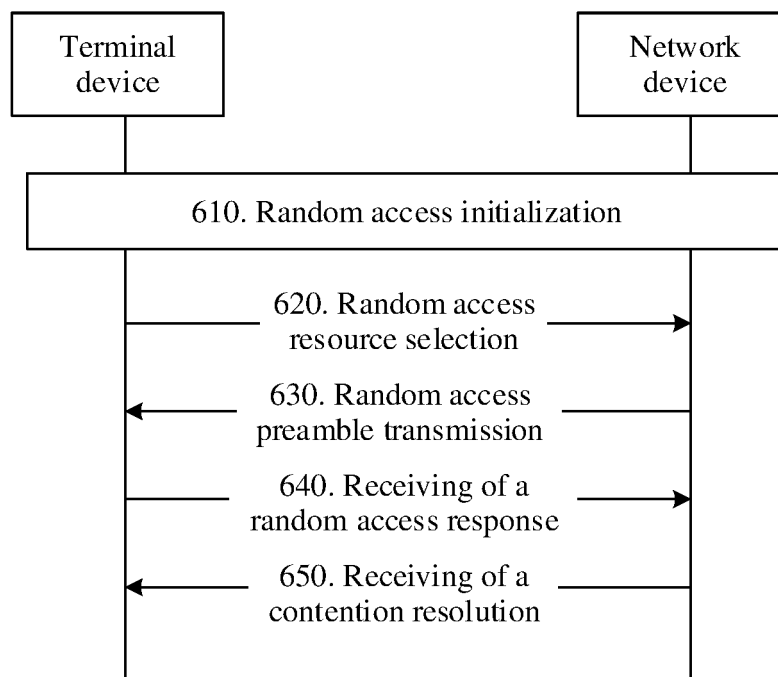 Terminal
device
Network
device
610. Random access initialization
620. Random access
resource selection
630. Random access
preamble transmission
640. Receiving of a
random access response
650. Receiving of a
contention resolution